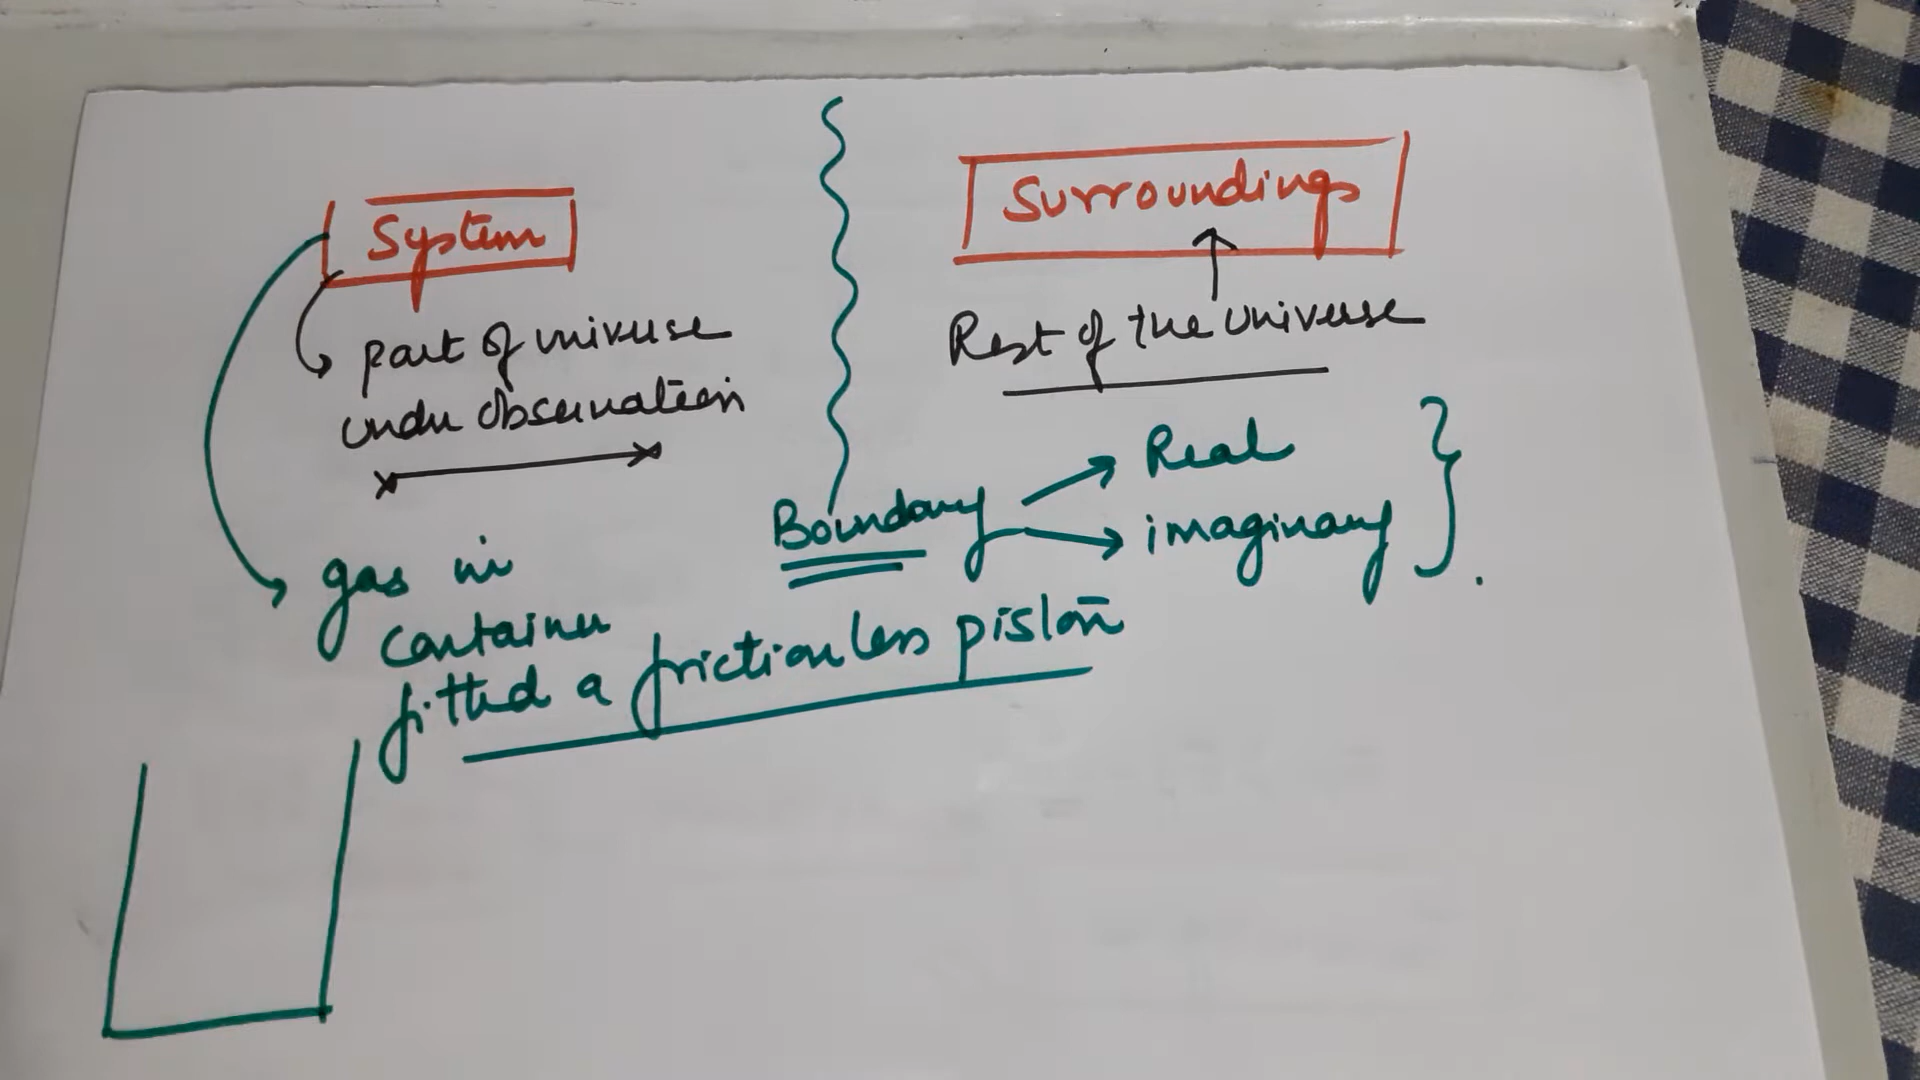 System
part of universe
under observation
Surroundings
Rest of the Universe
Boundary
Real
imaginary
gas in
container
fitted a frictionless piston